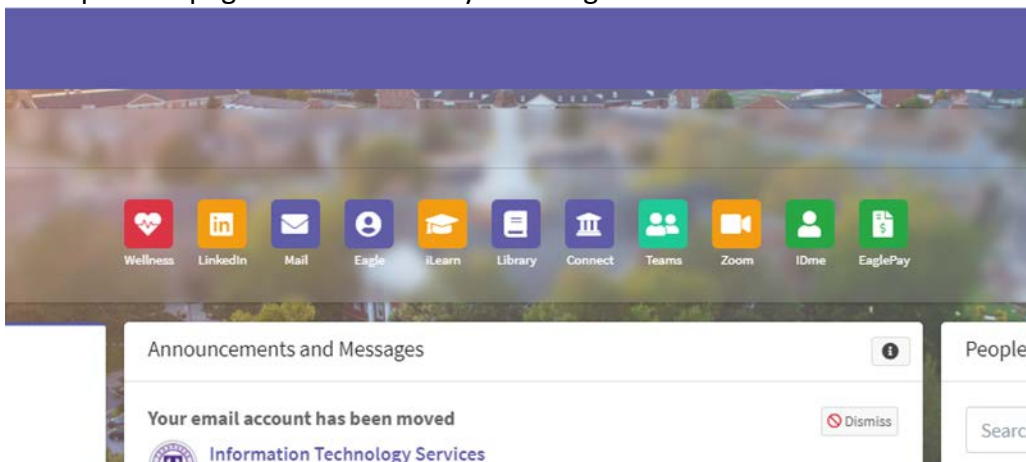 Wellness LinkedIn Mail Eagle iLearn Library Connect Teams Zoom IDme EaglePay
Announcements and Messages
People
Your email account has been moved
Dismiss
Searc
Information Technology Services